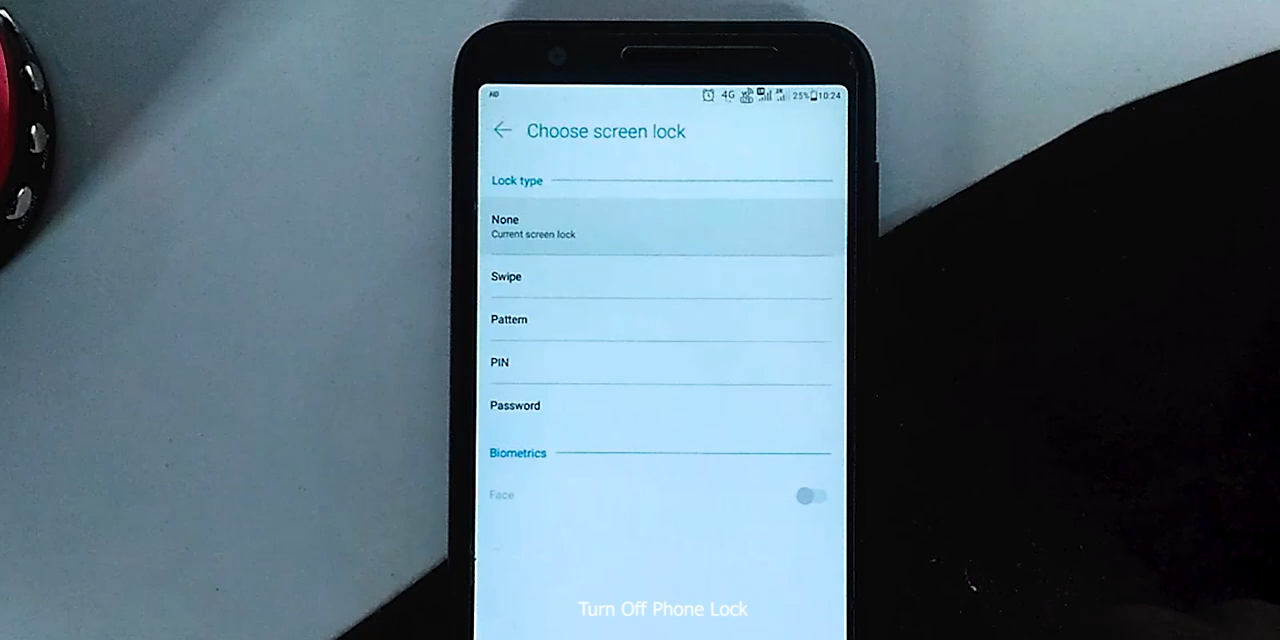 HD 4G 25% 10:24
Choose screen lock
Lock type
None
Current screen lock
Swipe
Pattern
PIN
Password
Biometrics
Face
Turn Off Phone Lock